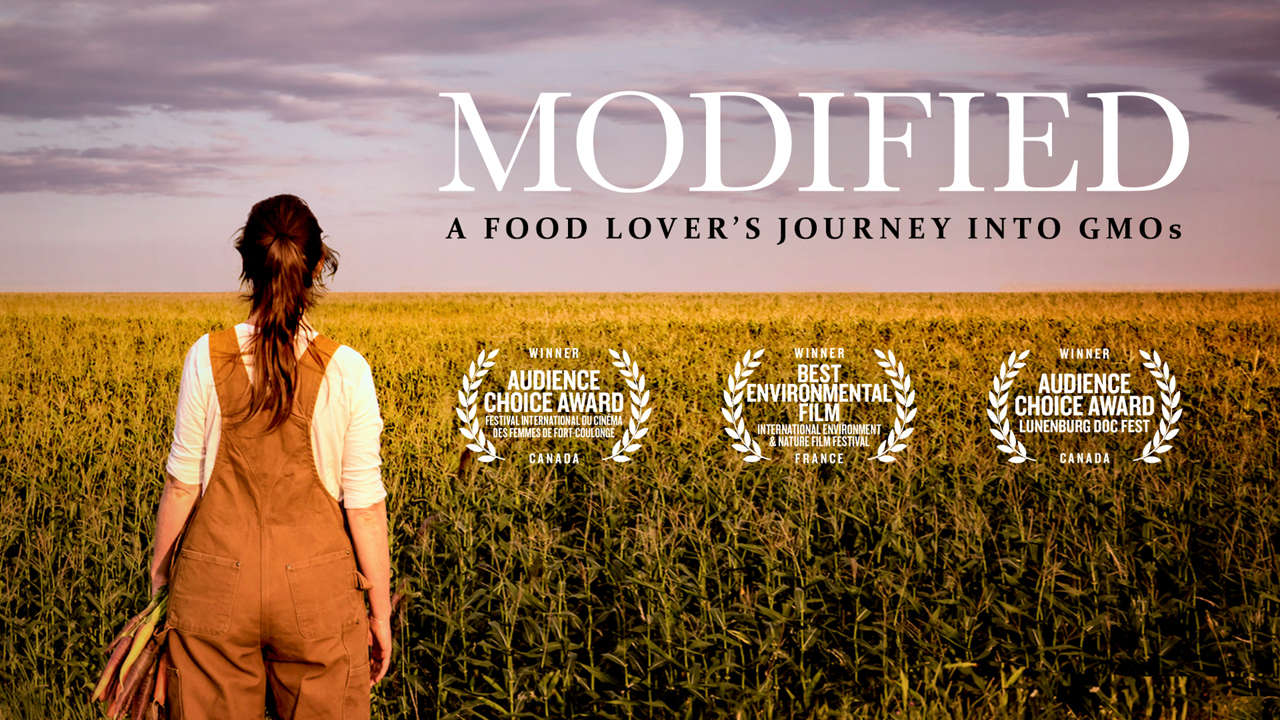 MODIFIED
A FOOD LOVER'S JOURNEY INTO GMOs
WINNER
AUDIENCE
CHOICE AWARD
FESTIVAL INTERNATIONAL DU CINÉMA
DES FEMMES DE FORT-COULONGE
CANADA
WINNER
BEST
ENVIRONMENTAL
FILM
INTERNATIONAL ENVIRONMENT
& NATURE FILM FESTIVAL
FRANCE
WINNER
AUDIENCE
CHOICE AWARD
LUNENBURG DOC FEST
CANADA